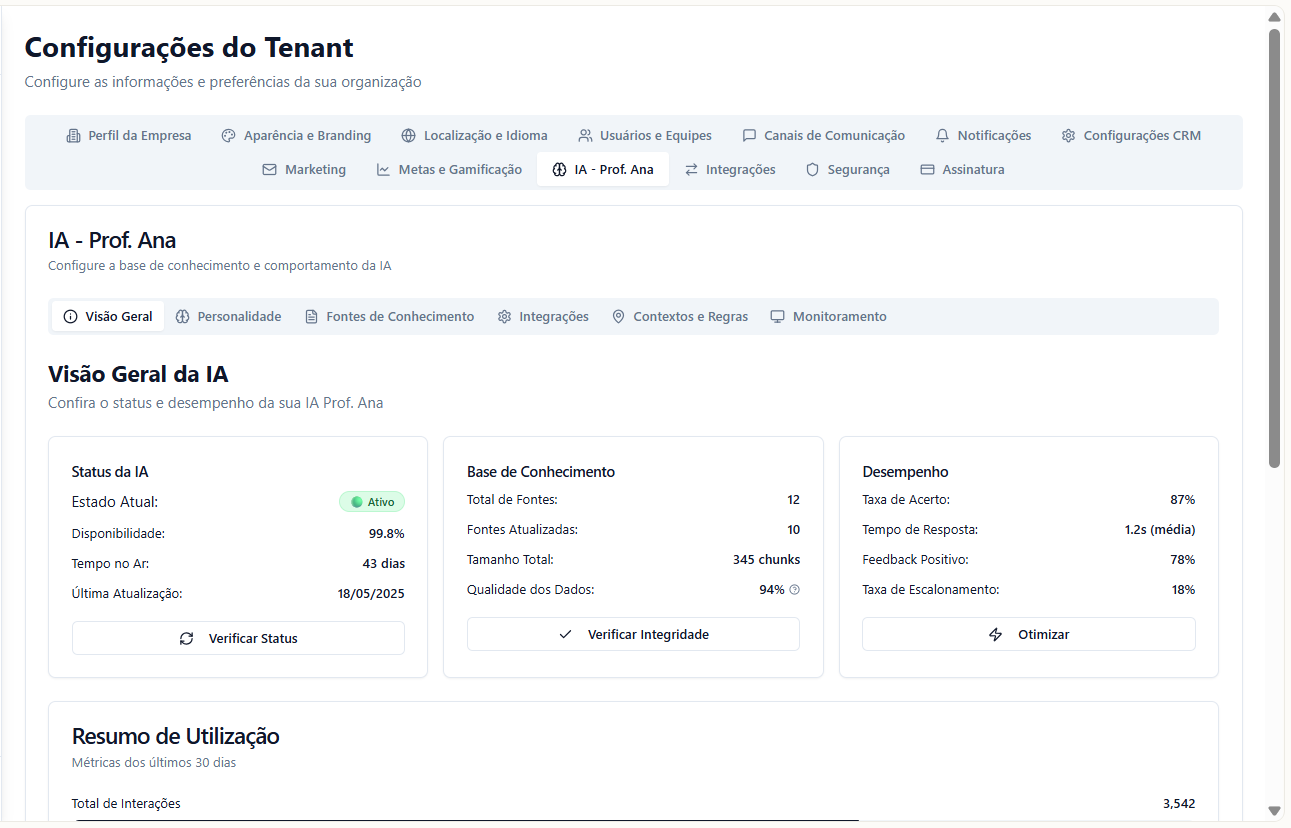 Configurações do Tenant
Configure as informações e preferências da sua organização
Perfil da Empresa Aparência e Branding Localização e Idioma Usuários e Equipes Canais de Comunicação Notificações Configurações CRM
Marketing Metas e Gamificação IA - Prof. Ana Integrações Segurança Assinatura
IA - Prof. Ana
Configure a base de conhecimento e comportamento da IA
Visão Geral Personalidade Fontes de Conhecimento Integrações Contextos e Regras Monitoramento
Visão Geral da IA
Confira o status e desempenho da sua IA Prof. Ana
Status da IA
Estado Atual: Ativo
Disponibilidade: 99.8%
Tempo no Ar: 43 dias
Última Atualização: 18/05/2025
Verificar Status
Base de Conhecimento
Total de Fontes: 12
Fontes Atualizadas: 10
Tamanho Total: 345 chunks
Qualidade dos Dados: 94%
Verificar Integridade
Desempenho
Taxa de Acerto: 87%
Tempo de Resposta: 1.2s (média)
Feedback Positivo: 78%
Taxa de Escalonamento: 18%
Otimizar
Resumo de Utilização
Métricas dos últimos 30 dias
Total de Interações 3,542